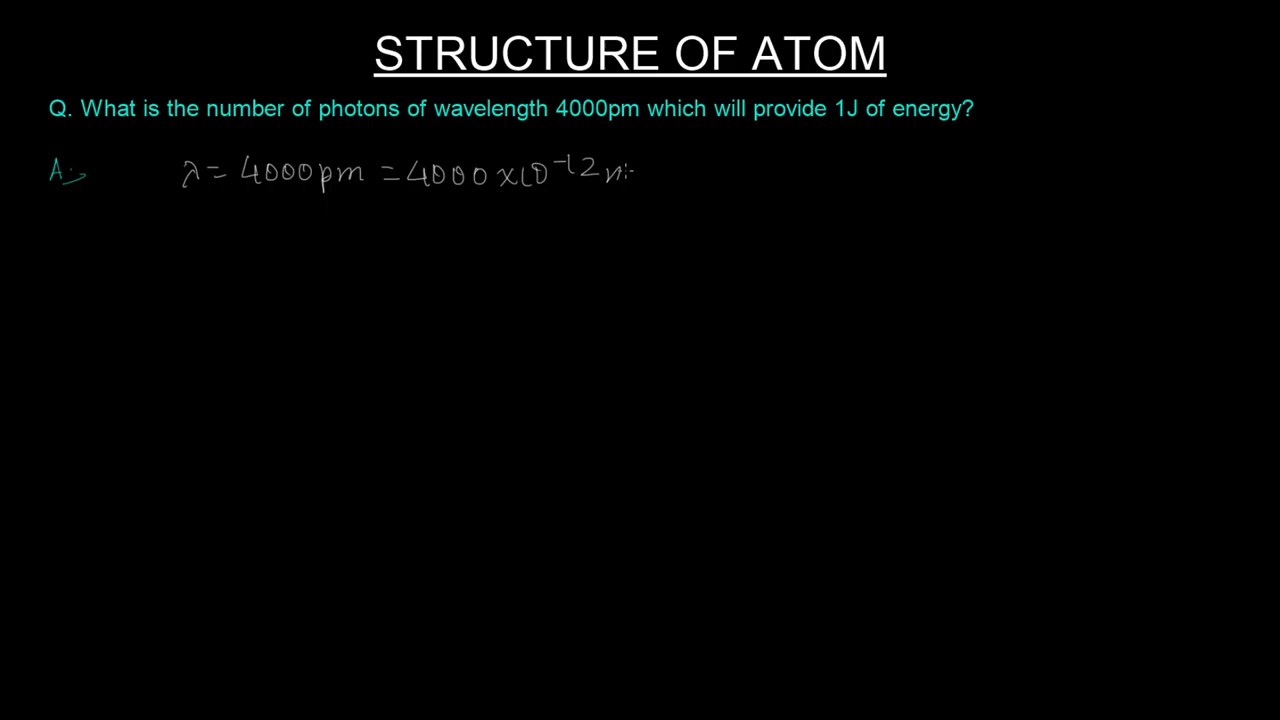 STRUCTURE OF ATOM
Q. What is the number of photons of wavelength 4000pm which will provide 1J of energy?
A:
λ = 4000pm = 4000 x10⁻¹²